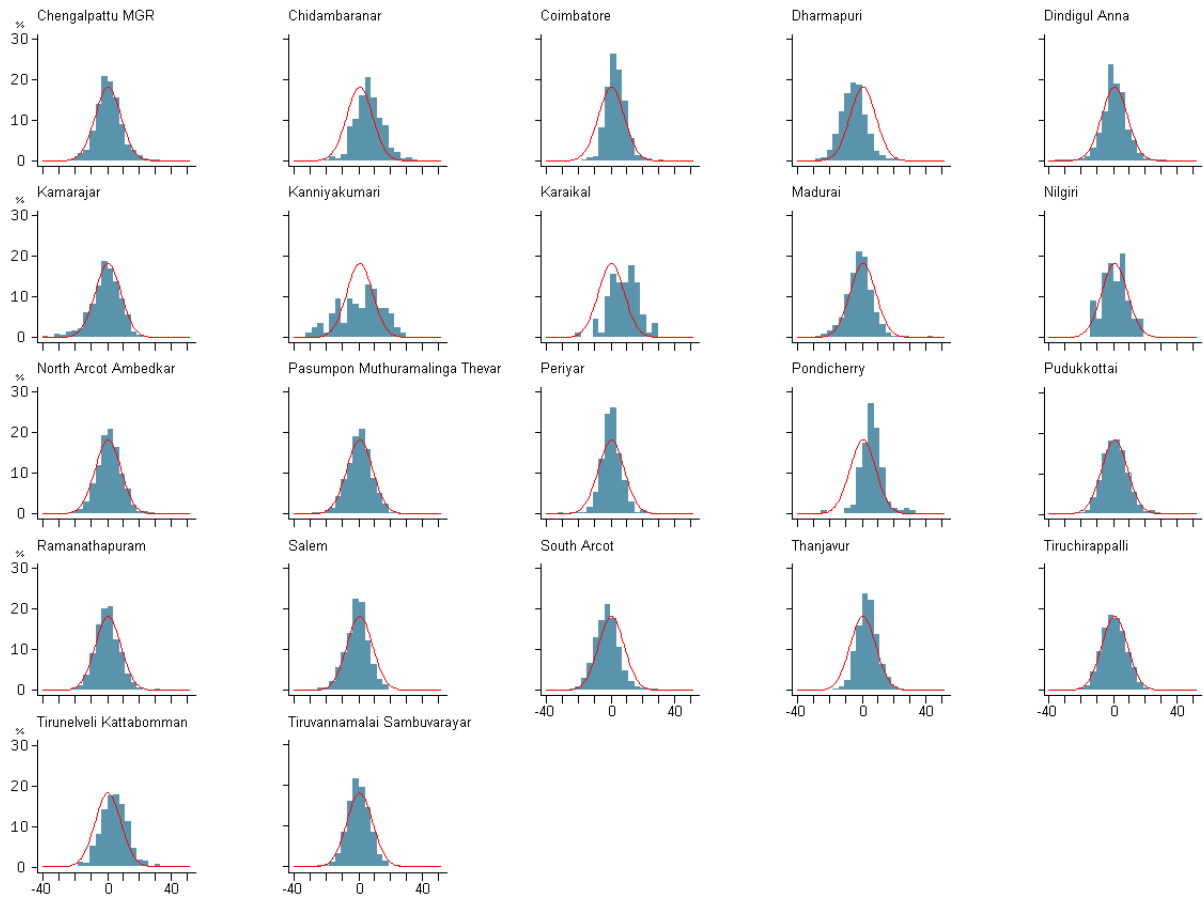 %
Chengalpattu MGR
Chidambaranar
Coimbatore
Dharmapuri
Dindigul Anna
30
20
10
0
%
Kamarajar
Kanniyakumari
Karaikal
Madurai
Nilgiri
30
20
10
0
%
North Arcot Ambedkar
Pasumpon Muthuramalinga Thevar
Periyar
Pondicherry
Pudukkottai
30
20
10
0
%
Ramanathapuram
Salem
South Arcot
Thanjavur
Tiruchirappalli
30
20
10
0
-40 0 40
-40 0 40
-40 0 40
%
Tirunelveli Kattabomman
Tiruvannamalai Sambuvarayar
30
20
10
0
-40 0 40
-40 0 40